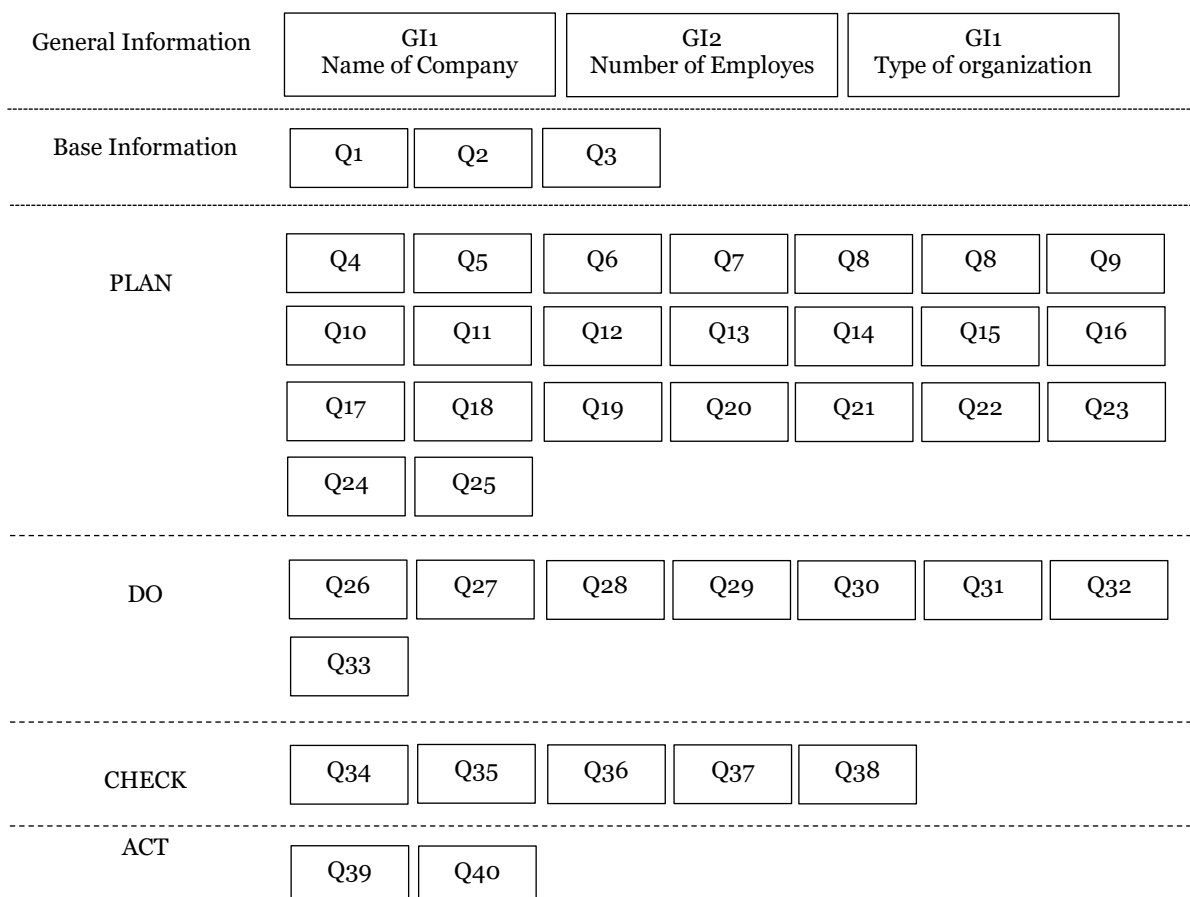 General Information
GI1
Name of Company
GI2
Number of Employes
GI1
Type of organization
Base Information
Q1 Q2 Q3
PLAN
Q4 Q5 Q6 Q7 Q8 Q8 Q9
Q10 Q11 Q12 Q13 Q14 Q15 Q16
Q17 Q18 Q19 Q20 Q21 Q22 Q23
Q24 Q25
DO
Q26 Q27 Q28 Q29 Q30 Q31 Q32
Q33
CHECK
Q34 Q35 Q36 Q37 Q38
ACT
Q39 Q40